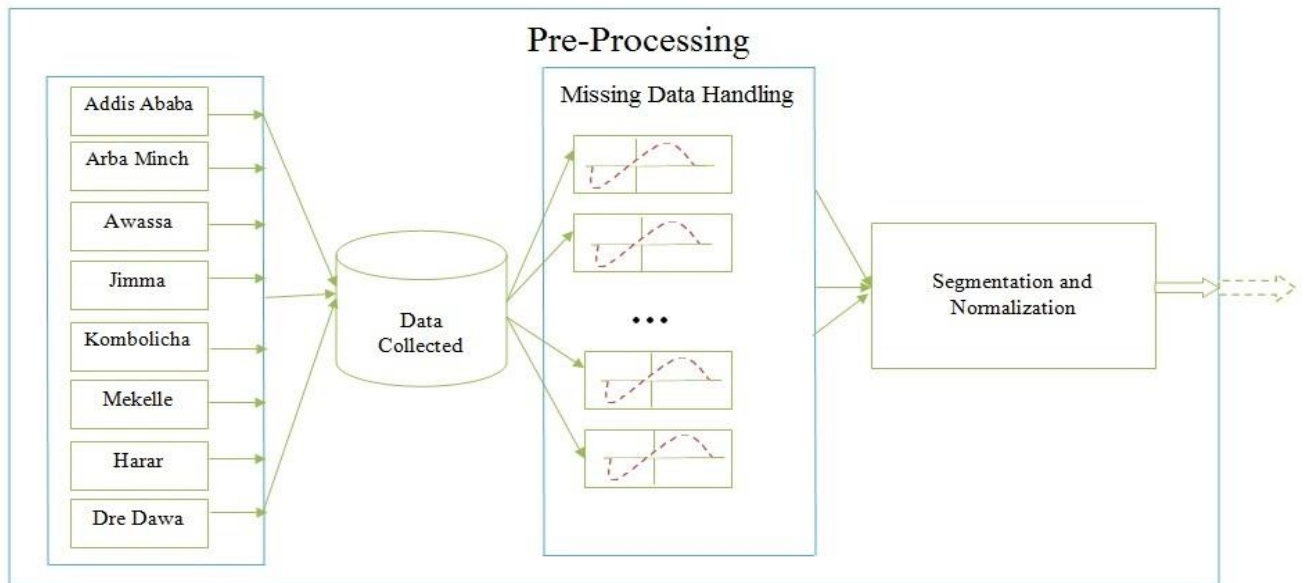 Pre-Processing
Addis Ababa
Arba Minch
Awassa
Jimma
Kombolicha
Mekelle
Harar
Dre Dawa
Data
Collected
Missing Data Handling
...
Segmentation and
Normalization